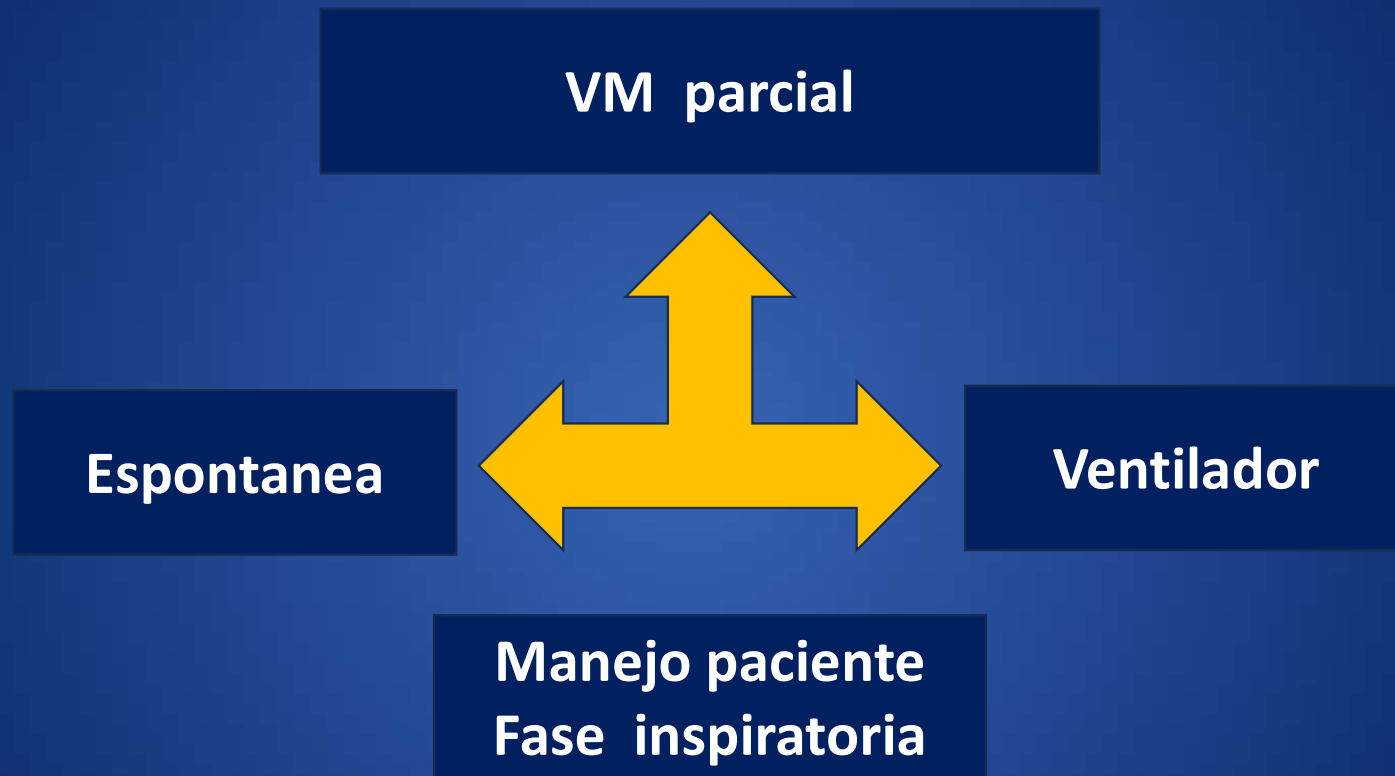 VM parcial
Espontanea
Ventilador
Manejo paciente
Fase inspiratoria